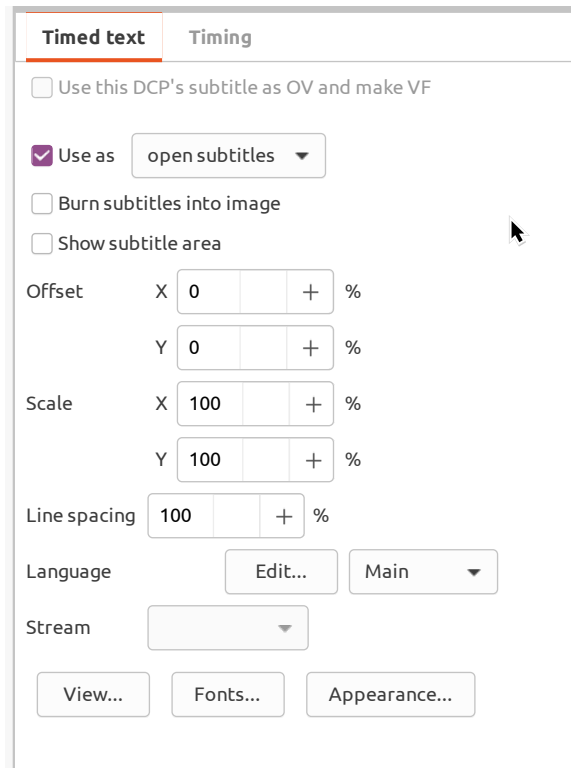 Timed text Timing
Use this DCP's subtitle as OV and make VF
Use as open subtitles
Burn subtitles into image
Show subtitle area
Offset X 0 + %
Y 0 + %
Scale X 100 + %
Y 100 + %
Line spacing 100 + %
Language Edit... Main
Stream
View... Fonts... Appearance...